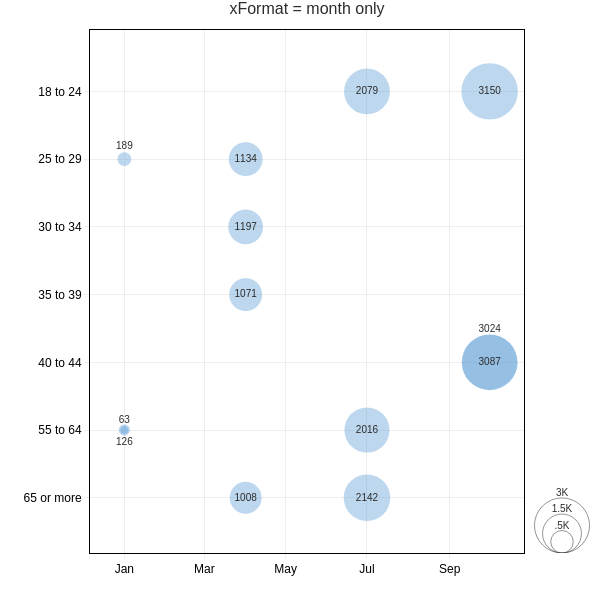 xFormat = month only
18 to 24
2079
3150
189
25 to 29
1134
30 to 34
1197
35 to 39
1071
3024
40 to 44
3087
63
55 to 64
2016
126
65 or more
1008
2142
3K
1.5K
.5K
Jan
Mar
May
Jul
Sep